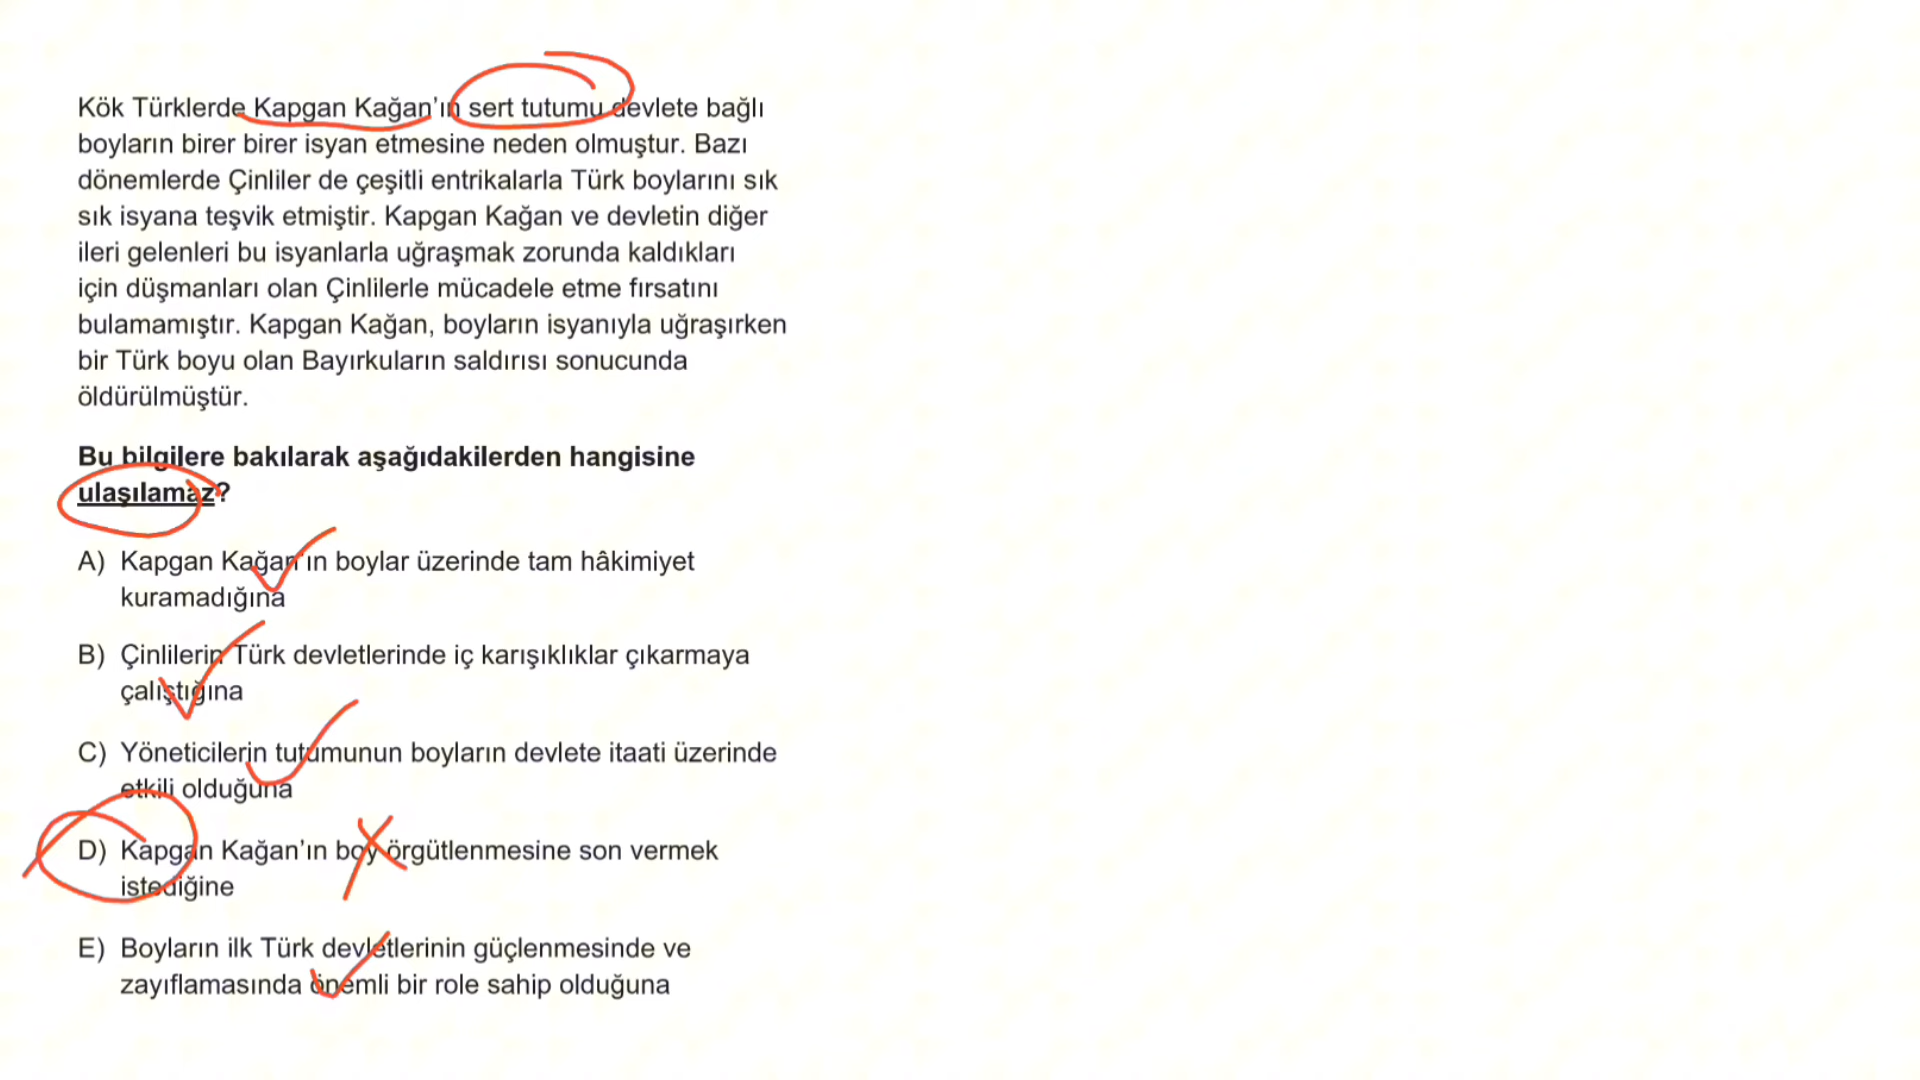 Kök Türklerde Kapgan Kağan’ın sert tutumu devlete bağlı
boyların birer birer isyan etmesine neden olmuştur. Bazı
dönemlerde Çinliler de çeşitli entrikalarla Türk boylarını sık
sık isyana teşvik etmiştir. Kapgan Kağan ve devletin diğer
ileri gelenleri bu isyanlarla uğraşmak zorunda kaldıkları
için düşmanları olan Çinlilerle mücadele etme fırsatını
bulamamıştır. Kapgan Kağan, boyların isyanıyla uğraşırken
bir Türk boyu olan Bayırkuların saldırısı sonucunda
öldürülmüştür.
Bu bilgilere bakılarak aşağıdakilerden hangisine
ulaşılamaz?
A) Kapgan Kağan’ın boylar üzerinde tam hâkimiyet
kuramadığına
B) Çinlilerin Türk devletlerinde iç karışıklıklar çıkarmaya
çalıştığına
C) Yöneticilerin tutumunun boyların devlete itaati üzerinde
etkili olduğuna
D) Kapgan Kağan’ın boy örgütlenmesine son vermek
istediğine
E) Boyların ilk Türk devletlerinin güçlenmesinde ve
zayıflamasında önemli bir role sahip olduğuna